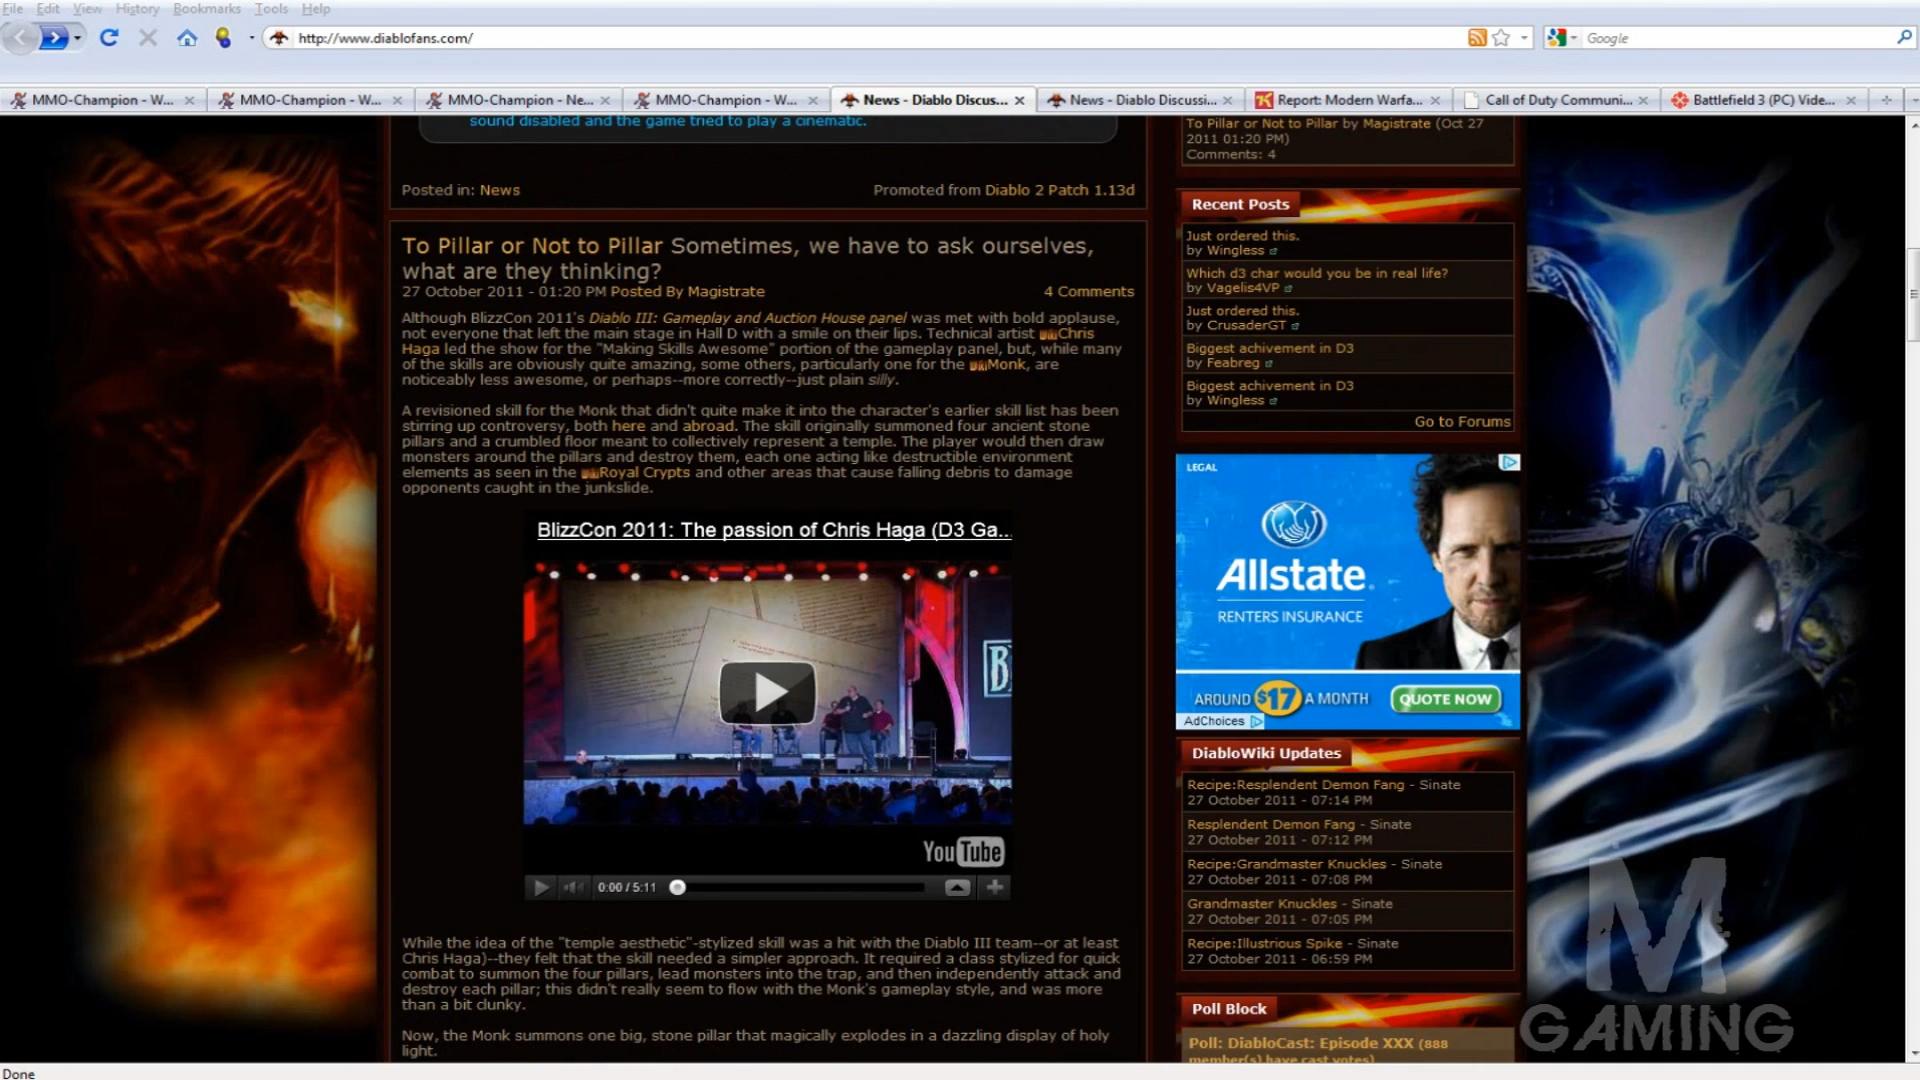 File Edit View History Bookmarks Tools Help
http://www.diablofans.com/
Google
MMO-Champion - W...
MMO-Champion - W...
MMO-Champion - Ne...
MMO-Champion - W...
News - Diablo Discus...
News - Diablo Discussi...
Report: Modern Warfa...
Call of Duty Communi...
Battlefield 3 (PC) Vide...
sound disabled and the game tried to play a cinematic.
Posted in: News
Promoted from Diablo 2 Patch 1.13d
To Pillar or Not to Pillar Sometimes, we have to ask ourselves,
what are they thinking?
27 October 2011 - 01:20 PM Posted By Magistrate
4 Comments
Although BlizzCon 2011's Diablo III: Gameplay and Auction House panel was met with bold applause,
not everyone that left the main stage in Hall D with a smile on their lips. Technical artist Chris
Haga led the show for the "Making Skills Awesome" portion of the gameplay panel, but, while many
of the skills are obviously quite amazing, some others, particularly one for the Monk, are
noticeably less awesome, or perhaps--more correctly--just plain silly.
A revisioned skill for the Monk that didn't quite make it into the character's earlier skill list has been
stirring up controversy, both here and abroad. The skill originally summoned four ancient stone
pillars and a crumbled floor meant to collectively represent a temple. The player would then draw
monsters around the pillars and destroy them, each one acting like destructible environment
elements as seen in the Royal Crypts and other areas that cause falling debris to damage
opponents caught in the junkslide.
BlizzCon 2011: The passion of Chris Haga (D3 Ga...
YouTube
0:00 / 5:11
While the idea of the "temple aesthetic"-stylized skill was a hit with the Diablo III team--or at least
Chris Haga)--they felt that the skill needed a simpler approach. It required a class stylized for quick
combat to summon the four pillars, lead monsters into the trap, and then independently attack and
destroy each pillar; this didn't really seem to flow with the Monk's gameplay style, and was more
than a bit clunky.
Now, the Monk summons one big, stone pillar that magically explodes in a dazzling display of holy
light.
To Pillar or Not to Pillar by Magistrate (Oct 27
2011 01:20 PM)
Comments: 4
Recent Posts
Just ordered this.
by Wingless
Which d3 char would you be in real life?
by Vagelis4VP
Just ordered this.
by CrusaderGT
Biggest achivement in D3
by Feabreg
Biggest achivement in D3
by Wingless
Go to Forums
LEGAL
Allstate
RENTERS INSURANCE
AROUND $17 A MONTH
QUOTE NOW
AdChoices
DiabloWiki Updates
Recipe:Resplendent Demon Fang - Sinate
27 October 2011 - 07:14 PM
Resplendent Demon Fang - Sinate
27 October 2011 - 07:12 PM
Recipe:Grandmaster Knuckles - Sinate
27 October 2011 - 07:08 PM
Grandmaster Knuckles - Sinate
27 October 2011 - 07:05 PM
Recipe:Illustrious Spike - Sinate
27 October 2011 - 06:59 PM
Poll Block
Poll: DiabloCast: Episode XXX (888
member(s) have cast votes)
M
GAMING
Done